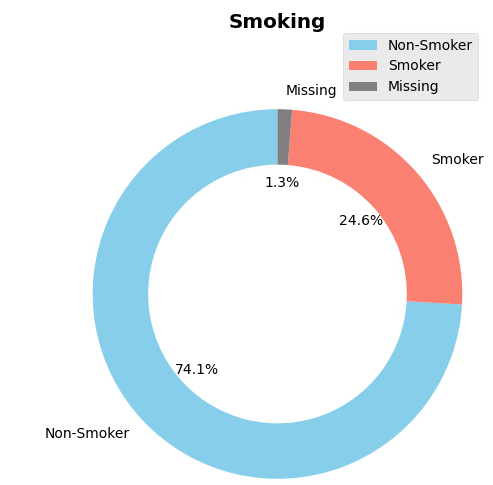 Smoking
Non-Smoker
Smoker
Missing
Missing
Smoker
1.3%
24.6%
74.1%
Non-Smoker